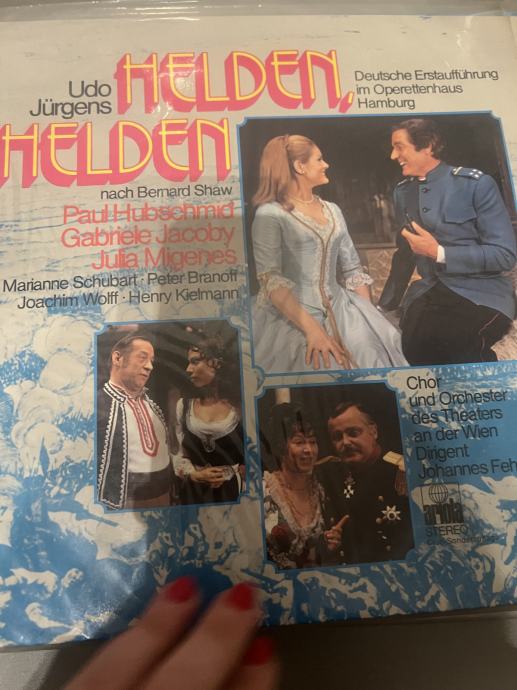 Udo
Jürgens
HELDEN,
HELDEN
Deutsche Erstaufführung
im Operettenhaus
Hamburg
nach Bernard Shaw
Paul Hubschmid
Gabriele Jacoby
Julia Migenes
Marianne Schubart · Peter Branoff
Joachim Wolff · Henry Kielmann
Chor
und Orchester
des Theaters
an der Wien
Dirigent
Johannes Feh
ariola
STEREO